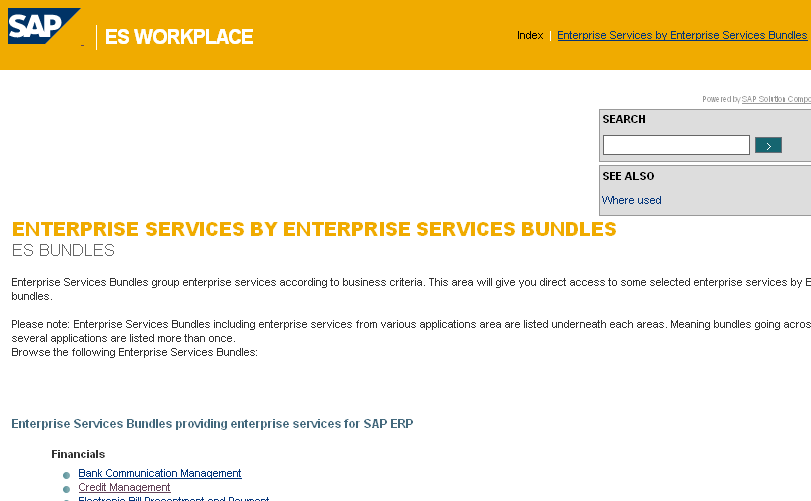 SAP
ES WORKPLACE
Index | Enterprise Services by Enterprise Services Bundles
Powered by SAP Solution Compo
SEARCH
>
SEE ALSO
Where used
ENTERPRISE SERVICES BY ENTERPRISE SERVICES BUNDLES
ES BUNDLES
Enterprise Services Bundles group enterprise services according to business criteria. This area will give you direct access to some selected enterprise services by E
bundles.
Please note: Enterprise Services Bundles including enterprise services from various applications area are listed underneath each areas. Meaning bundles going acros
several applications are listed more than once.
Browse the following Enterprise Services Bundles:
Enterprise Services Bundles providing enterprise services for SAP ERP
Financials
Bank Communication Management
Credit Management
Electronic Bill Presentment and Payment